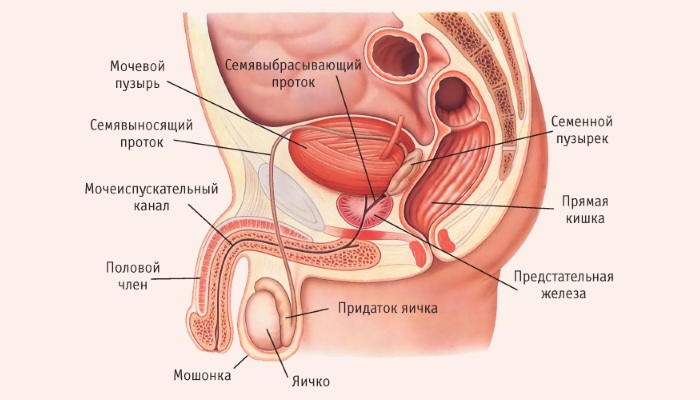 Мочевой
пузырь
Семявыбрасывающий
проток
Семявыносящий
проток
Семенной
пузырек
Мочеиспускательный
канал
Прямая
кишка
Половой
член
Предстательная
железа
Придаток яичка
Мошонка
Яичко